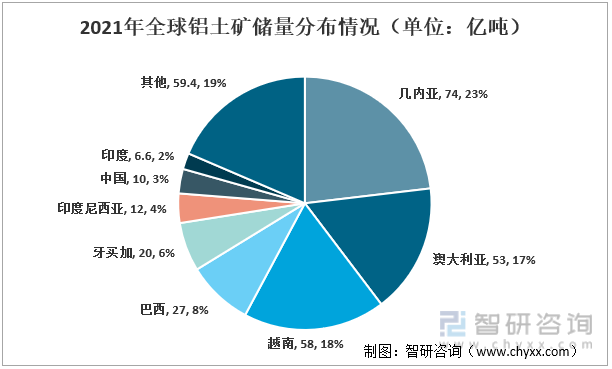 2021年全球铝土矿储量分布情况（单位：亿吨）
几内亚, 74, 23%
澳大利亚, 53, 17%
越南, 58, 18%
巴西, 27, 8%
牙买加, 20, 6%
印度尼西亚, 12, 4%
中国, 10, 3%
印度, 6.6, 2%
其他, 59.4, 19%
智研咨询
www.chyxx.com
制图：智研咨询（www.chyxx.com）